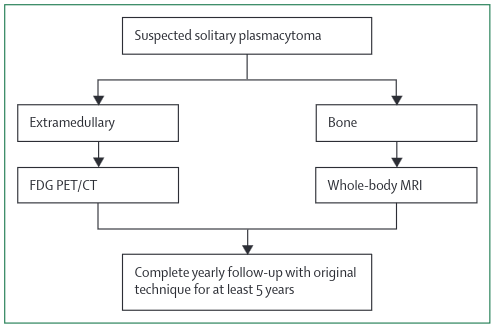 Suspected solitary plasmacytoma
Extramedullary
Bone
FDG PET/CT
Whole-body MRI
Complete yearly follow-up with original
technique for at least 5 years